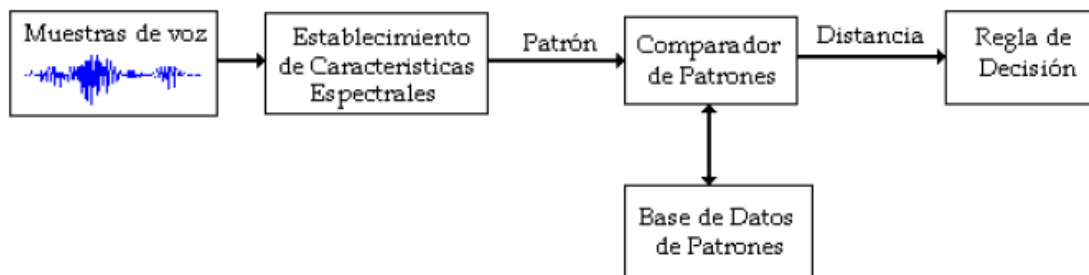 Muestras de voz
Establecimiento
de Caracteristicas
Espectrales
Patrón
Comparador
de Patrones
Distancia
Regla de
Decisión
Base de Datos
de Patrones